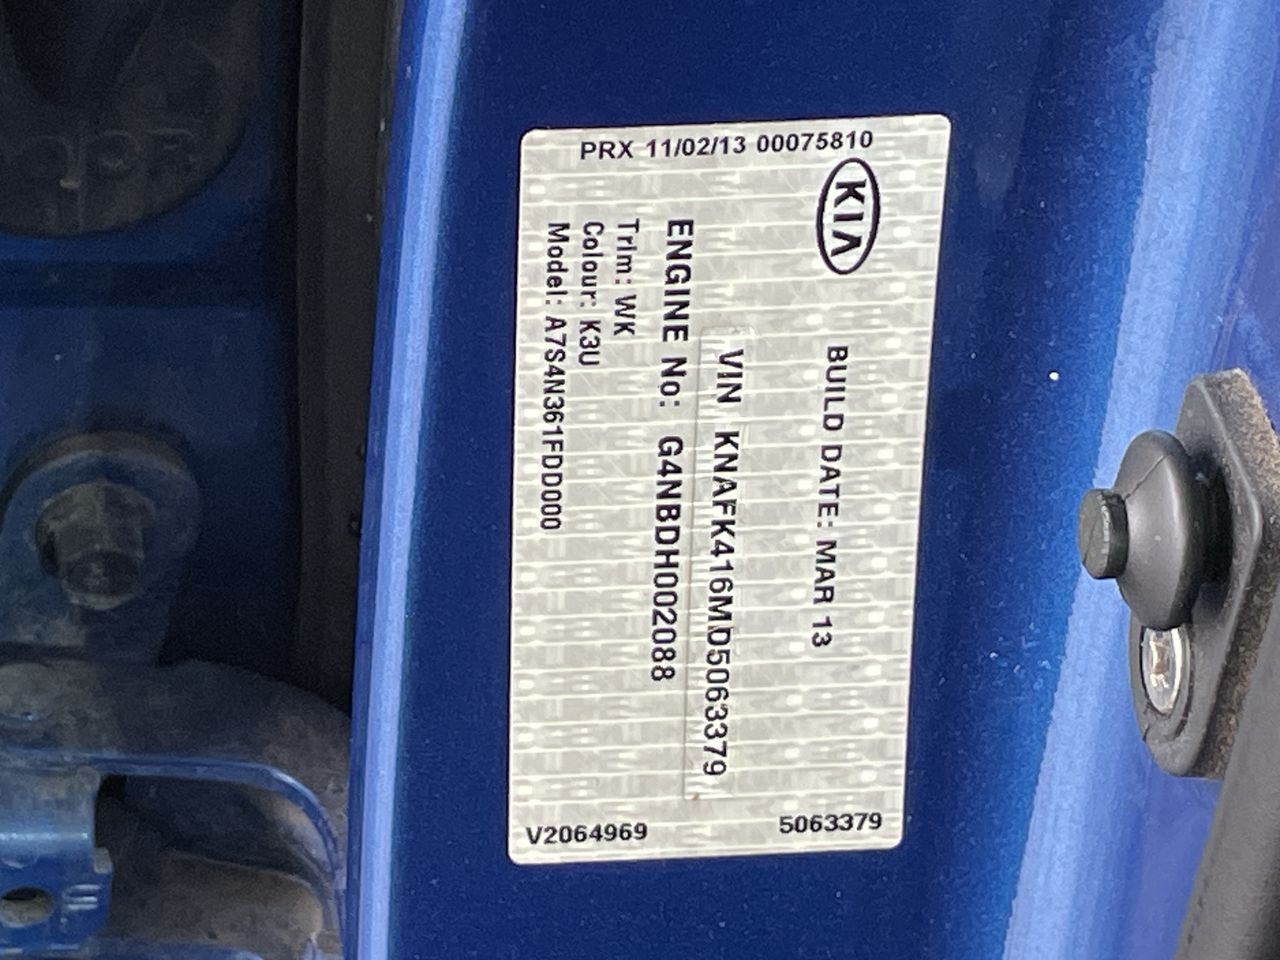 PRX 11/02/13 00075810
KIA
BUILD DATE: MAR 13
VIN KNAFK416MD5063379
ENGINE No: G4NBDH002088
Trim: WK
Colour: K3U
Model: A7S4N361FDD000
V2064969
5063379